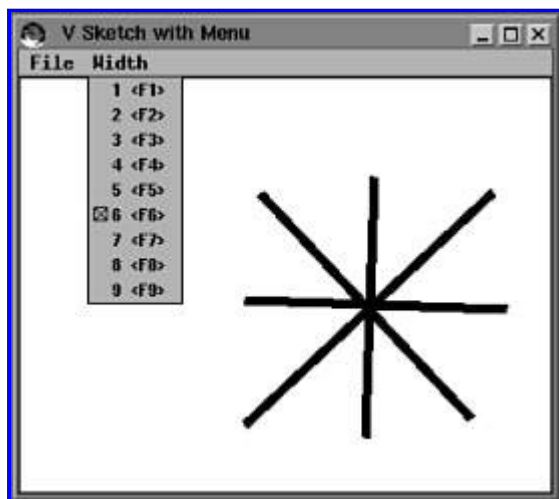 V Sketch with Menu
File Width
1 <F1>
2 <F2>
3 <F3>
4 <F4>
5 <F5>
6 <F6>
7 <F7>
8 <F8>
9 <F9>